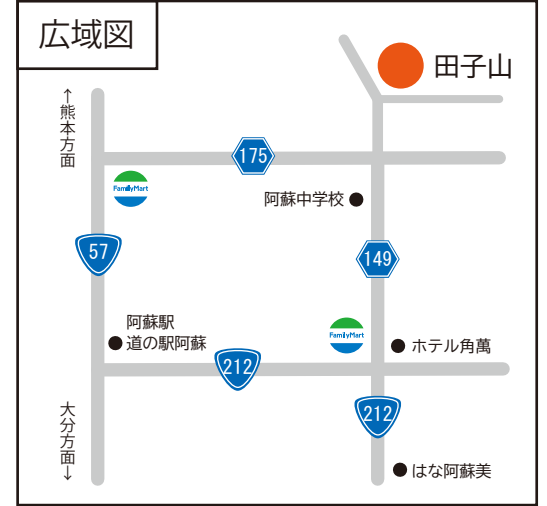 広域図
田子山
↑熊本方面
175
FamilyMart
阿蘇中学校
57
149
阿蘇駅
道の駅阿蘇
FamilyMart
ホテル角萬
212
212
大分方面↓
はな阿蘇美